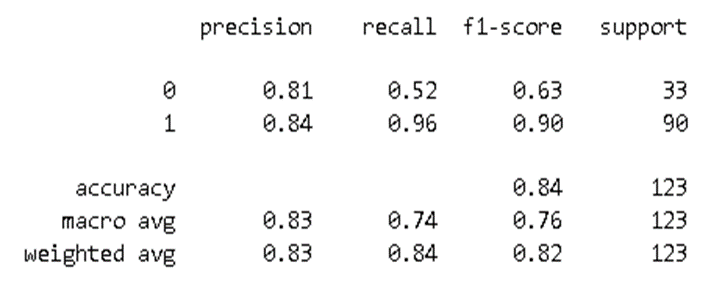 precision recall f1-score support
0 0.81 0.52 0.63 33
1 0.84 0.96 0.90 90
accuracy 0.84 123
macro avg 0.83 0.74 0.76 123
weighted avg 0.83 0.84 0.82 123